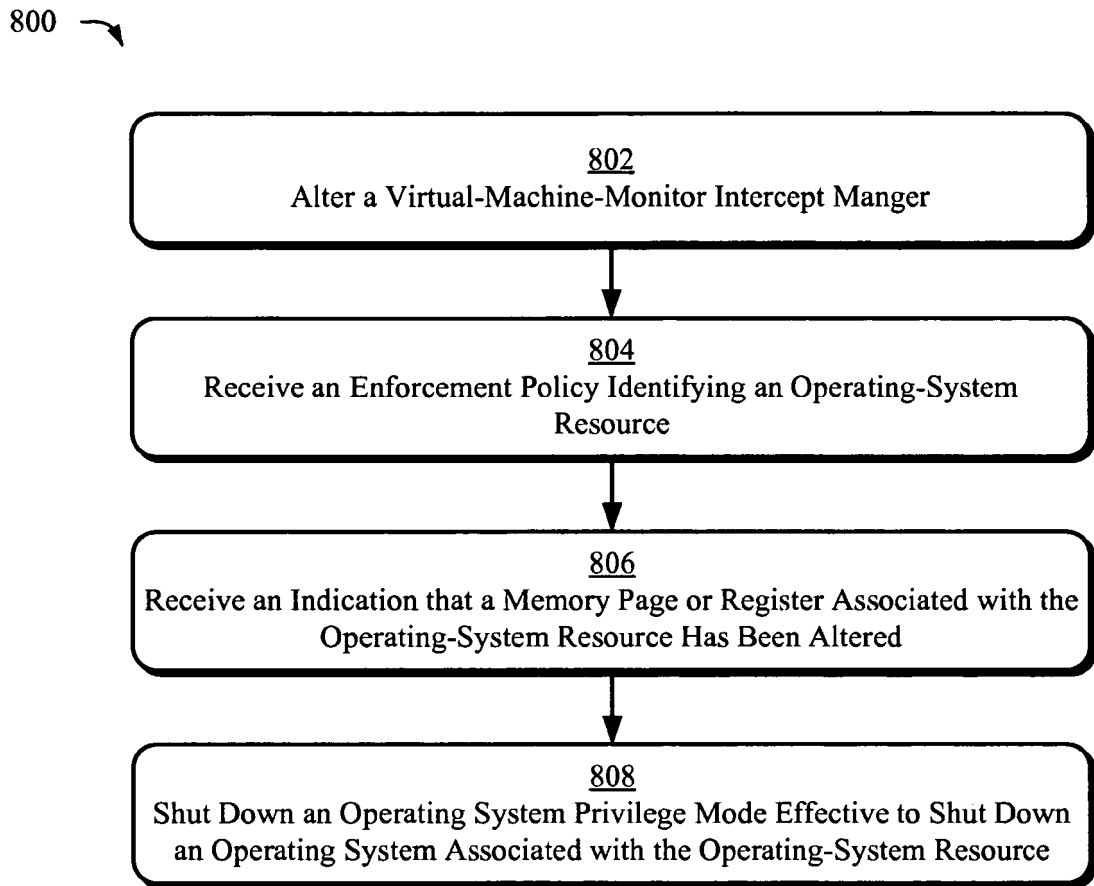 800
802
Alter a Virtual-Machine-Monitor Intercept Manger
804
Receive an Enforcement Policy Identifying an Operating-System
Resource
806
Receive an Indication that a Memory Page or Register Associated with the
Operating-System Resource Has Been Altered
808
Shut Down an Operating System Privilege Mode Effective to Shut Down
an Operating System Associated with the Operating-System Resource